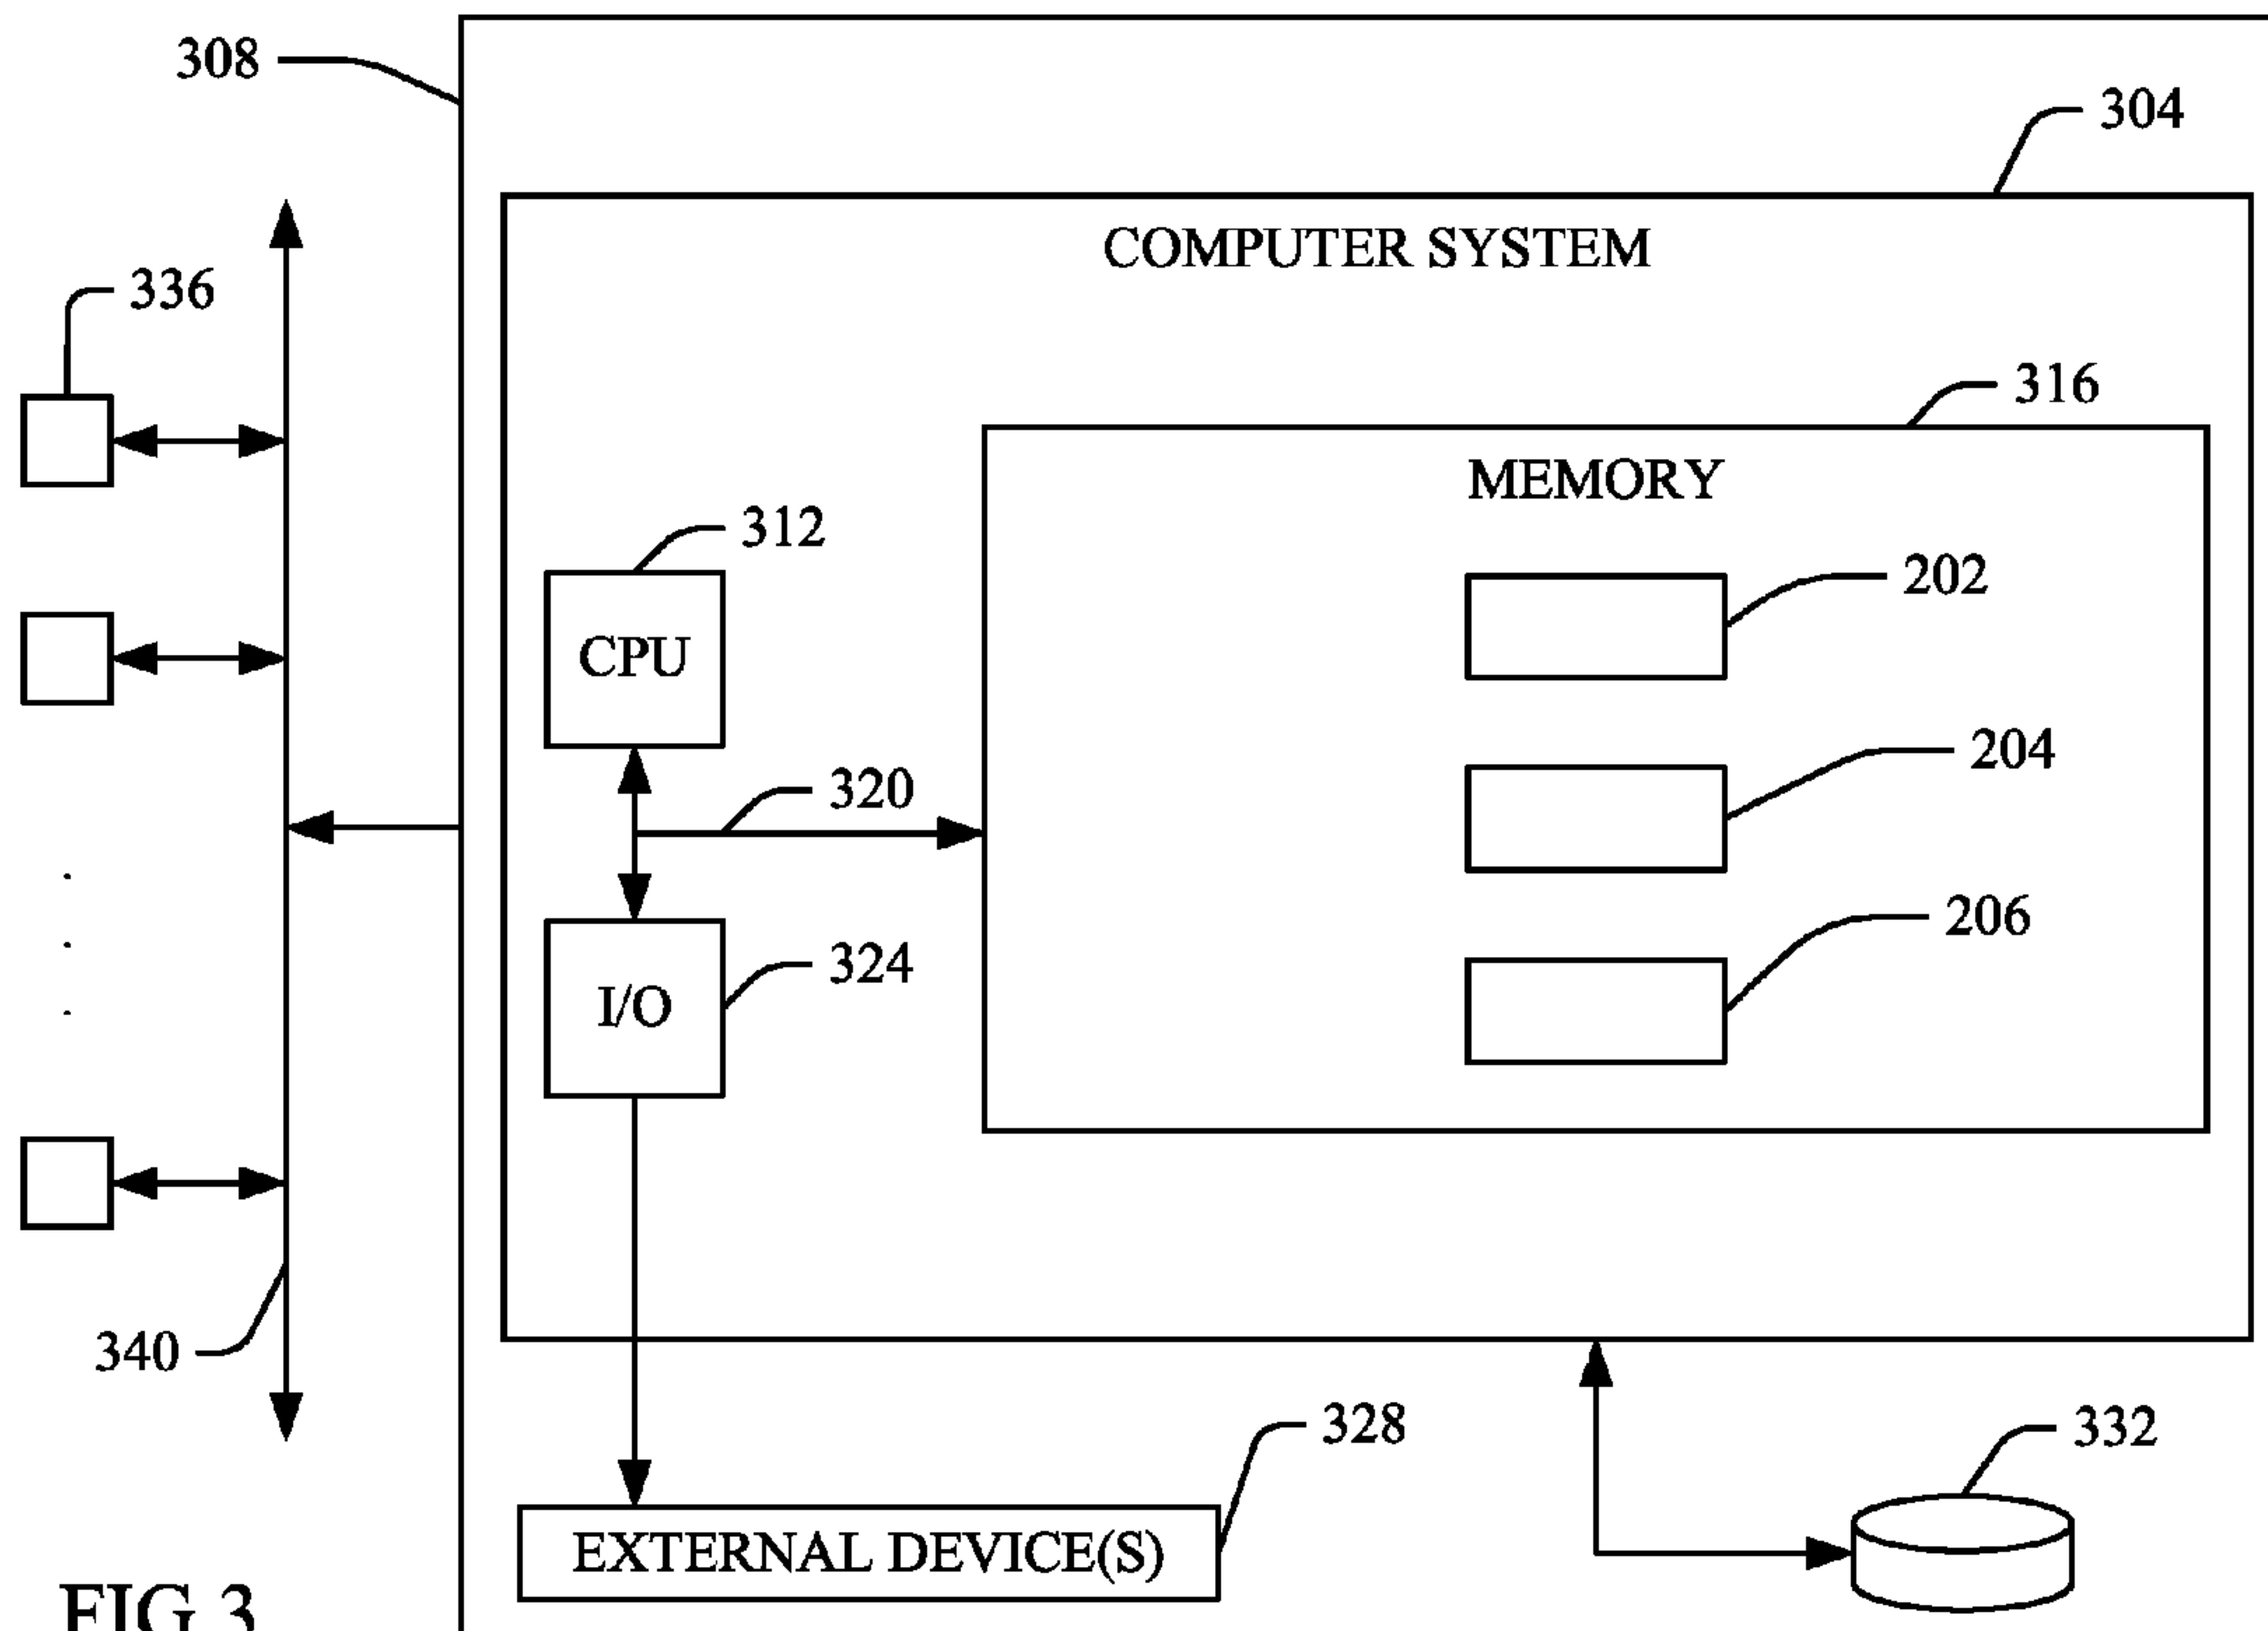 308
304
COMPUTER SYSTEM
336
316
MEMORY
312
202
CPU
204
320
206
324
I/O
340
328
332
EXTERNAL DEVICE(S)
FIG 3